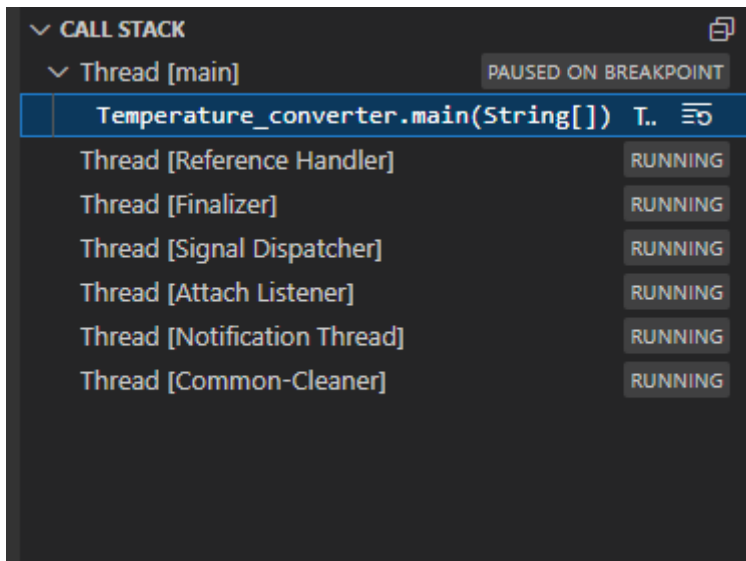 CALL STACK
Thread [main] PAUSED ON BREAKPOINT
Temperature_converter.main(String[]) T..
Thread [Reference Handler] RUNNING
Thread [Finalizer] RUNNING
Thread [Signal Dispatcher] RUNNING
Thread [Attach Listener] RUNNING
Thread [Notification Thread] RUNNING
Thread [Common-Cleaner] RUNNING